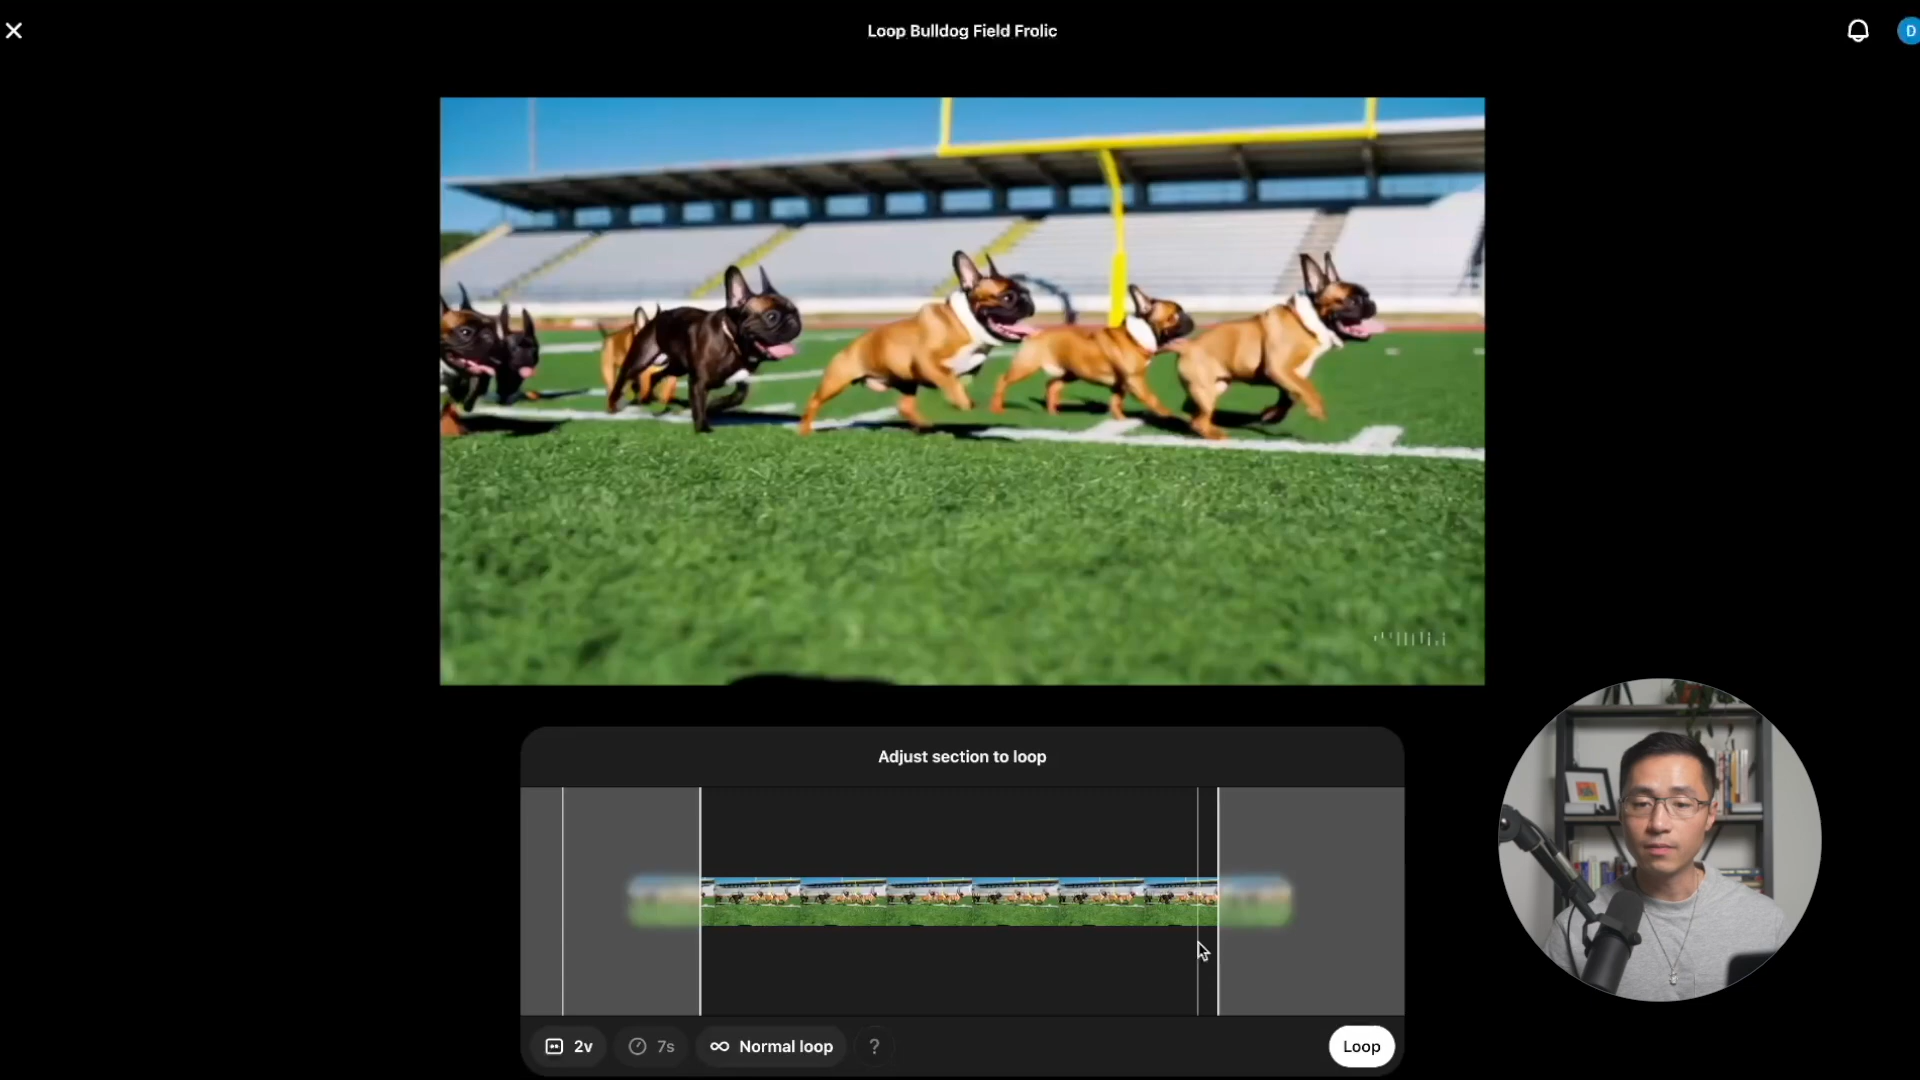 Loop Bulldog Field Frolic
D
Adjust section to loop
2v
7s
Normal loop
?
Loop